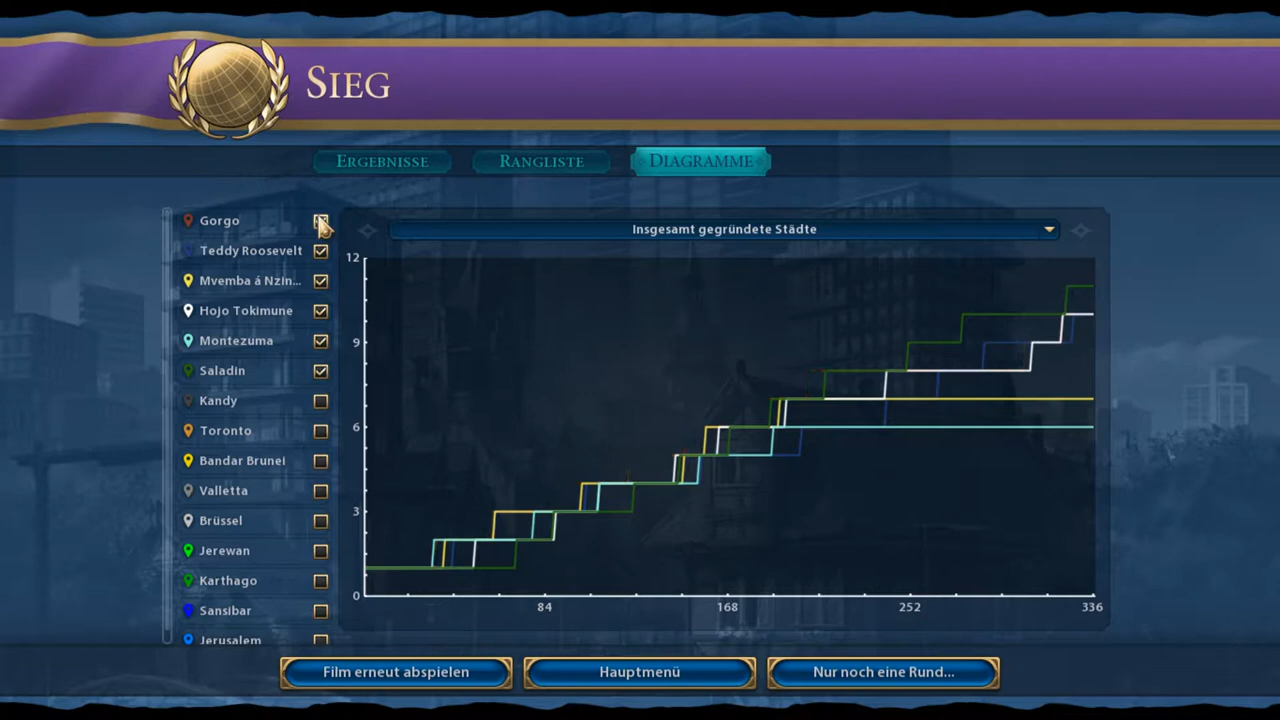 Sieg
Ergebnisse
Rangliste
Diagramme
Gorgo
Teddy Roosevelt
Mvemba á Nzin...
Hojo Tokimune
Montezuma
Saladin
Kandy
Toronto
Bandar Brunei
Valletta
Brüssel
Jerewan
Karthago
Sansibar
Jerusalem
Insgesamt gegründete Städte
12
9
6
3
0
84
168
252
336
Film erneut abspielen
Hauptmenü
Nur noch eine Rund...